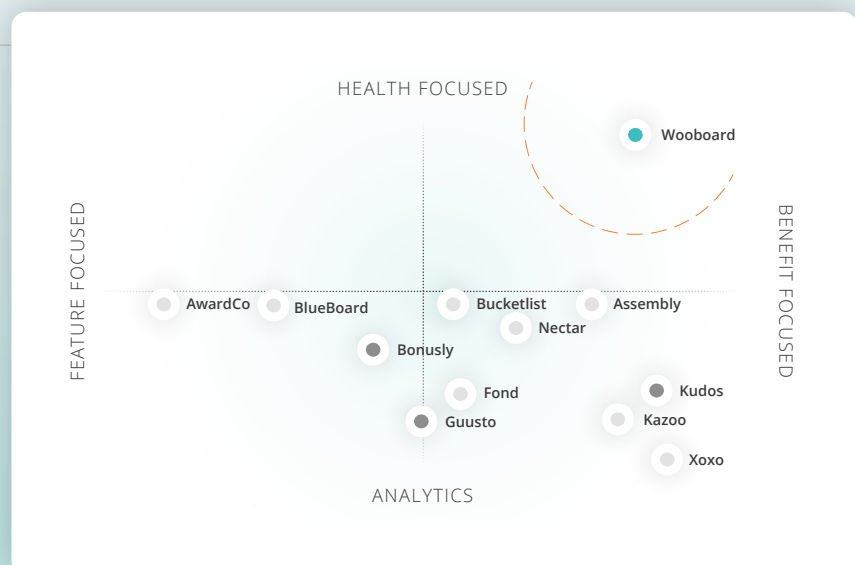 HEALTH FOCUSED
Wooboard
FEATURE FOCUSED
BENEFIT FOCUSED
AwardCo
BlueBoard
Bucketlist
Assembly
Nectar
Bonusly
Fond
Kudos
Guusto
Kazoo
Xoxo
ANALYTICS